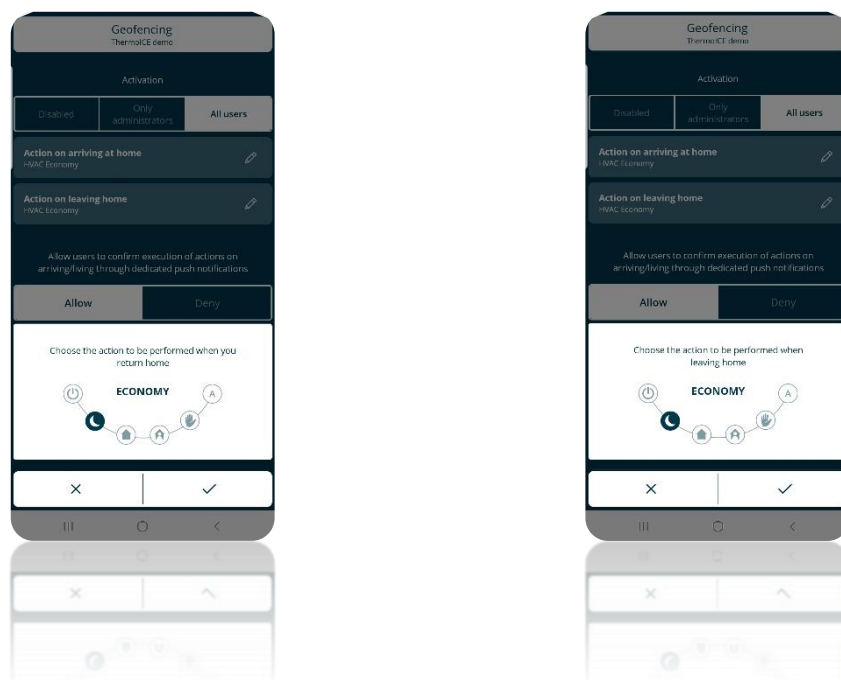 Geofencing
ThermoICE demo
Activation
Disabled
Only
administrators
All users
Action on arriving at home
HVAC Economy
Action on leaving home
HVAC Economy
Allow users to confirm execution of actions on
arriving/living through dedicated push notifications
Allow
Deny
Choose the action to be performed when you
return home
ECONOMY
A
Geofencing
ThermoICE demo
Activation
Disabled
Only
administrators
All users
Action on arriving at home
HVAC Economy
Action on leaving home
HVAC Economy
Allow users to confirm execution of actions on
arriving/living through dedicated push notifications
Allow
Deny
Choose the action to be performed when
leaving home
ECONOMY
A